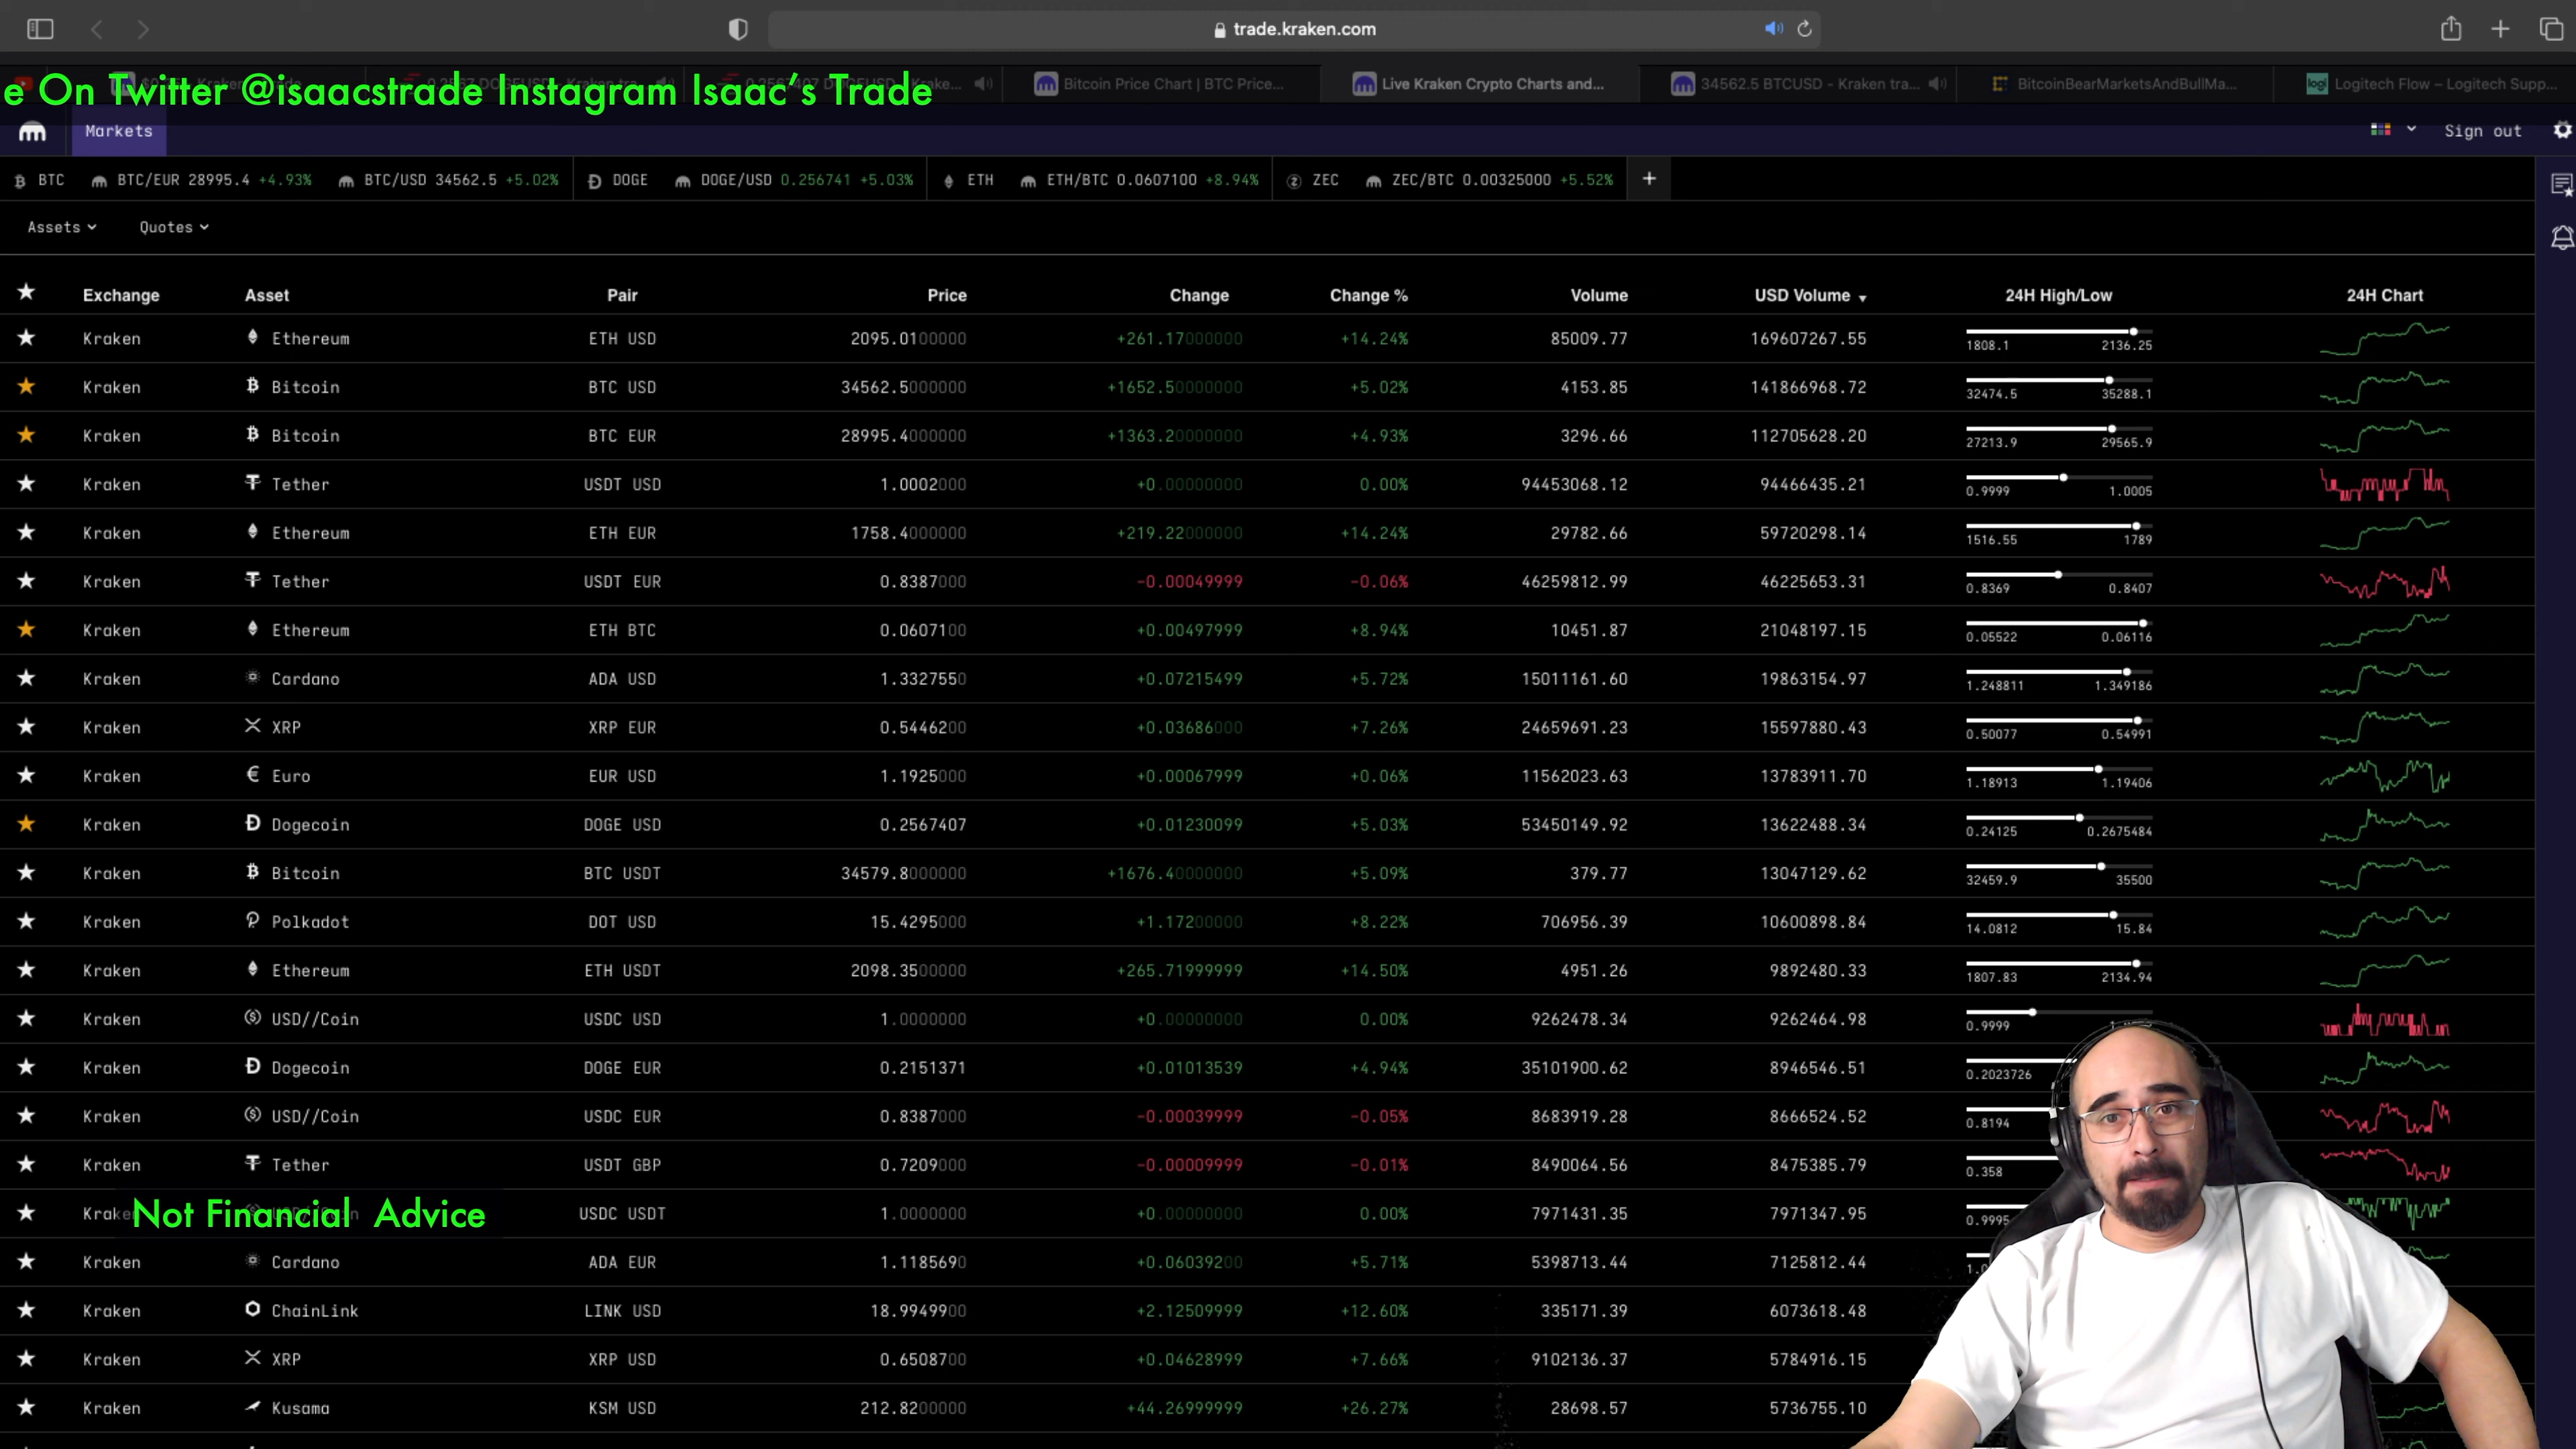 trade.kraken.com
e On Twitter @isaacstrade Instagram Isaac's Trade
Bitcoin Price Chart | BTC Price...
Live Kraken Crypto Charts and...
34562.5 BTCUSD - Kraken tra...
BitcoinBearMarketsAndBullMa...
Logitech Flow – Logitech Supp...
Markets
Sign out
BTC BTC/EUR 28995.4 +4.93% BTC/USD 34562.5 +5.02% DOGE DOGE/USD 0.256741 +5.03% ETH ETH/BTC 0.0607100 +8.94% ZEC ZEC/BTC 0.00325000 +5.52% +
Assets Quotes
Exchange Asset Pair Price Change Change % Volume USD Volume 24H High/Low 24H Chart
Kraken Ethereum ETH USD 2095.0100000 +261.17000000 +14.24% 85009.77 169607267.55 1808.1 2136.25
Kraken Bitcoin BTC USD 34562.5000000 +1652.50000000 +5.02% 4153.85 141866968.72 32474.5 35288.1
Kraken Bitcoin BTC EUR 28995.4000000 +1363.20000000 +4.93% 3296.66 112705628.20 27213.9 29565.9
Kraken Tether USDT USD 1.0002000 +0.00000000 0.00% 94453068.12 94466435.21 0.9999 1.0005
Kraken Ethereum ETH EUR 1758.4000000 +219.22000000 +14.24% 29782.66 59720298.14 1516.55 1789
Kraken Tether USDT EUR 0.8387000 -0.00049999 -0.06% 46259812.99 46225653.31 0.8369 0.8407
Kraken Ethereum ETH BTC 0.0607100 +0.00497999 +8.94% 10451.87 21048197.15 0.05522 0.06116
Kraken Cardano ADA USD 1.3327550 +0.07215499 +5.72% 15011161.60 19863154.97 1.248811 1.349186
Kraken XRP XRP EUR 0.5446200 +0.03686000 +7.26% 24659691.23 15597880.43 0.50077 0.54991
Kraken Euro EUR USD 1.1925000 +0.00067999 +0.06% 11562023.63 13783911.70 1.18913 1.19406
Kraken Dogecoin DOGE USD 0.2567407 +0.01230099 +5.03% 53450149.92 13622488.34 0.24125 0.2675484
Kraken Bitcoin BTC USDT 34579.8000000 +1676.40000000 +5.09% 379.77 13047129.62 32459.9 35500
Kraken Polkadot DOT USD 15.4295000 +1.17200000 +8.22% 706956.39 10600898.84 14.0812 15.84
Kraken Ethereum ETH USDT 2098.3500000 +265.71999999 +14.50% 4951.26 9892480.33 1807.83 2134.94
Kraken USD//Coin USDC USD 1.0000000 +0.00000000 0.00% 9262478.34 9262464.98 0.9999
Kraken Dogecoin DOGE EUR 0.2151371 +0.01013539 +4.94% 35101900.62 8946546.51 0.2023726
Kraken USD//Coin USDC EUR 0.8387000 -0.00039999 -0.05% 8683919.28 8666524.52 0.8194
Kraken Tether USDT GBP 0.7209000 -0.00009999 -0.01% 8490064.56 8475385.79 0.358
Kraken Not Financial Advice USDC USDT 1.0000000 +0.00000000 0.00% 7971431.35 7971347.95 0.9995
Kraken Cardano ADA EUR 1.1185690 +0.06039200 +5.71% 5398713.44 7125812.44 1.0
Kraken ChainLink LINK USD 18.9949900 +2.12509999 +12.60% 335171.39 6073618.48
Kraken XRP XRP USD 0.6508700 +0.04628999 +7.66% 9102136.37 5784916.15
Kraken Kusama KSM USD 212.8200000 +44.26999999 +26.27% 28698.57 5736755.10